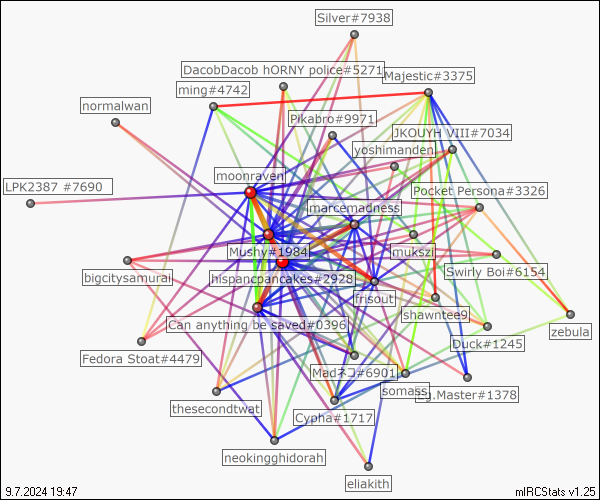 Silver#7938
DacobDacob hORNY police#5271
Majestic#3375
ming#4742
normalwan
Pikabro#9971
JKOUYH VIII#7034
yoshimanden
moonraven
LPK2387 #7690
Pocket Persona#3326
marcemadness
Mushy#1984
mukszi
bigcitysamurai
hispancpancakes#2928
Swirly Boi#6154
frisout
shawntee9
Can anything be saved#0396
zebula
Duck#1245
Fedora Stoat#4479
Madネコ#6901
somass
g.Master#1378
thesecondtwat
Cypha#1717
neokingghidorah
eliakith
9.7.2024 19:47
mIRCStats v1.25